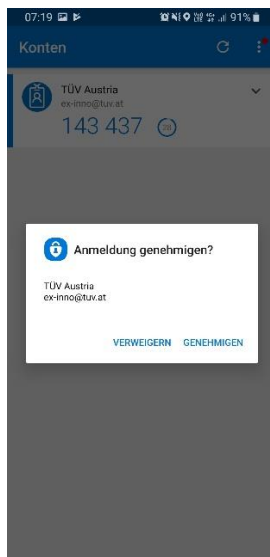 07:19 91%
Konten
TÜV Austria
ex-inno@tuv.at
143 437
Anmeldung genehmigen?
TÜV Austria
ex-inno@tuv.at
VERWEIGERN GENEHMIGEN